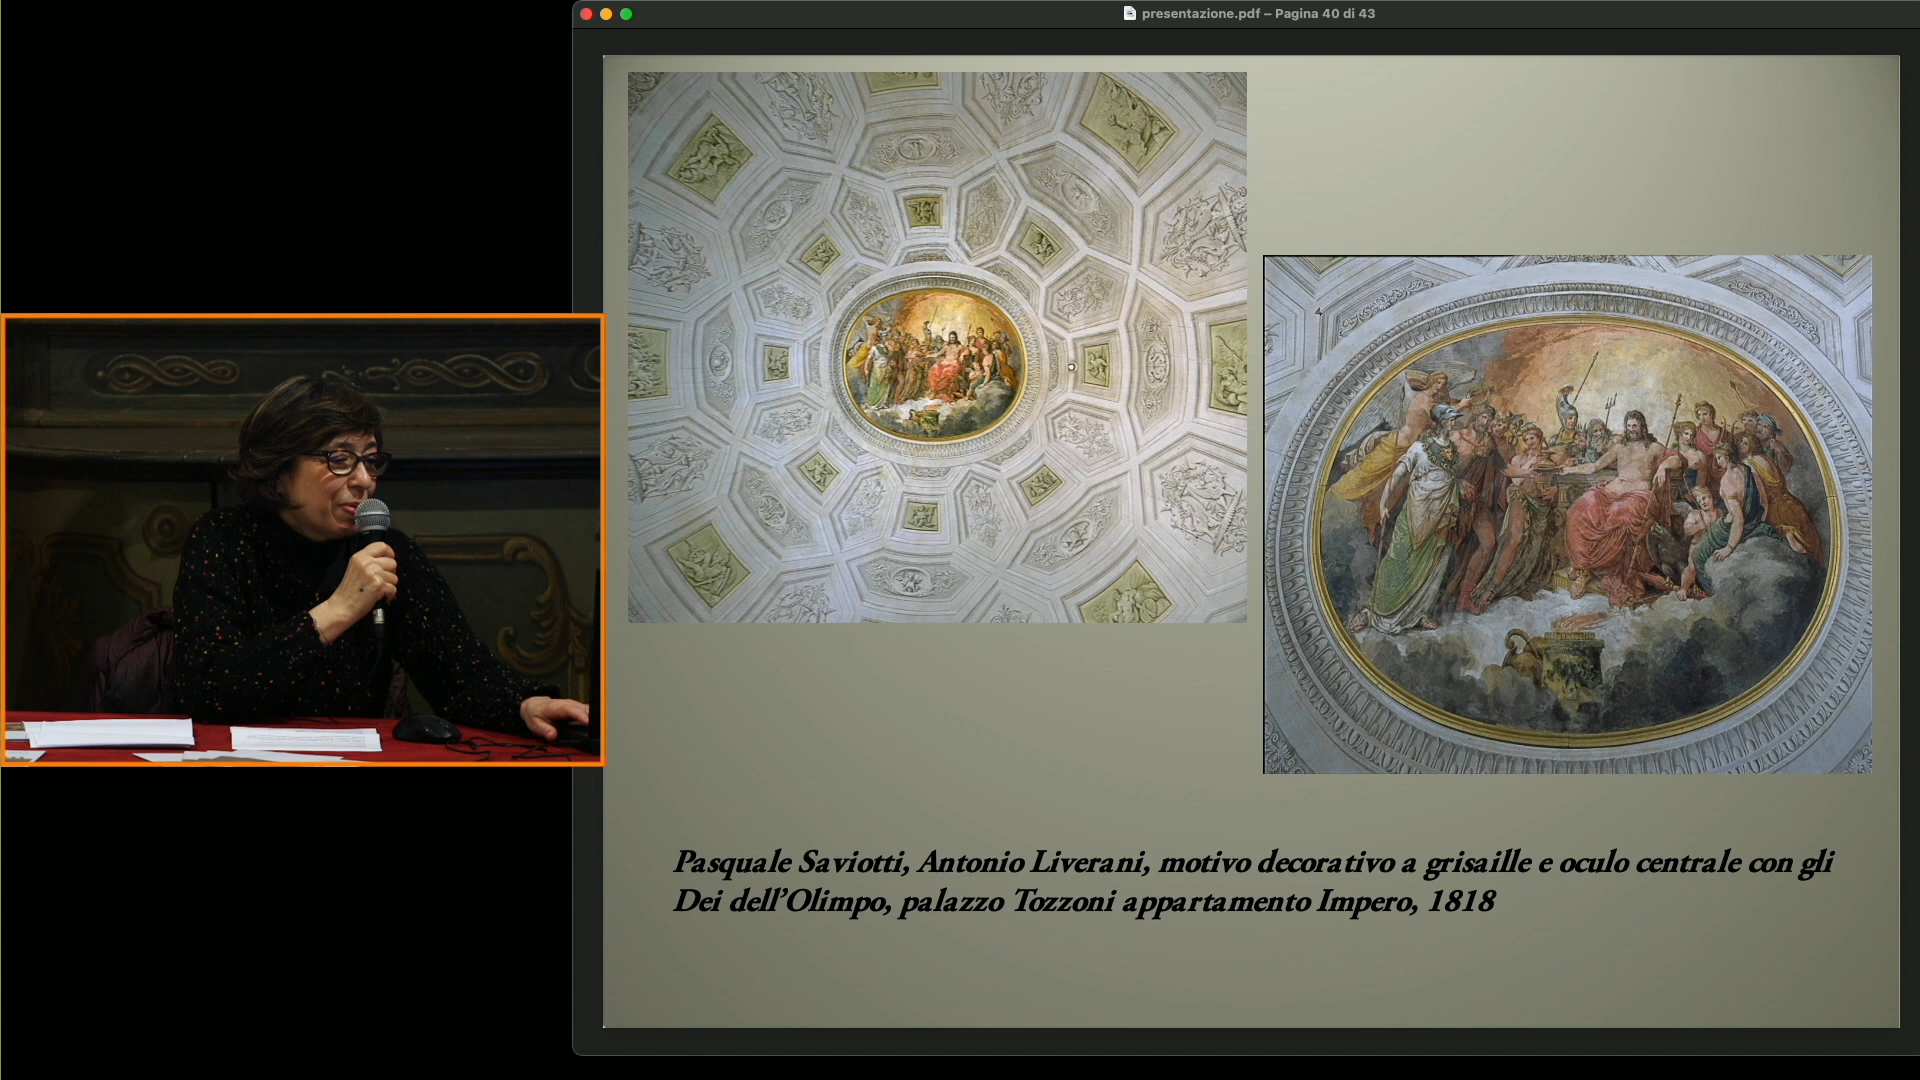 presentazione.pdf – Pagina 40 di 43
Pasquale Saviotti, Antonio Liverani, motivo decorativo a grisaille e oculo centrale con gli
Dei dell’Olimpo, palazzo Tozzoni appartamento Impero, 1818